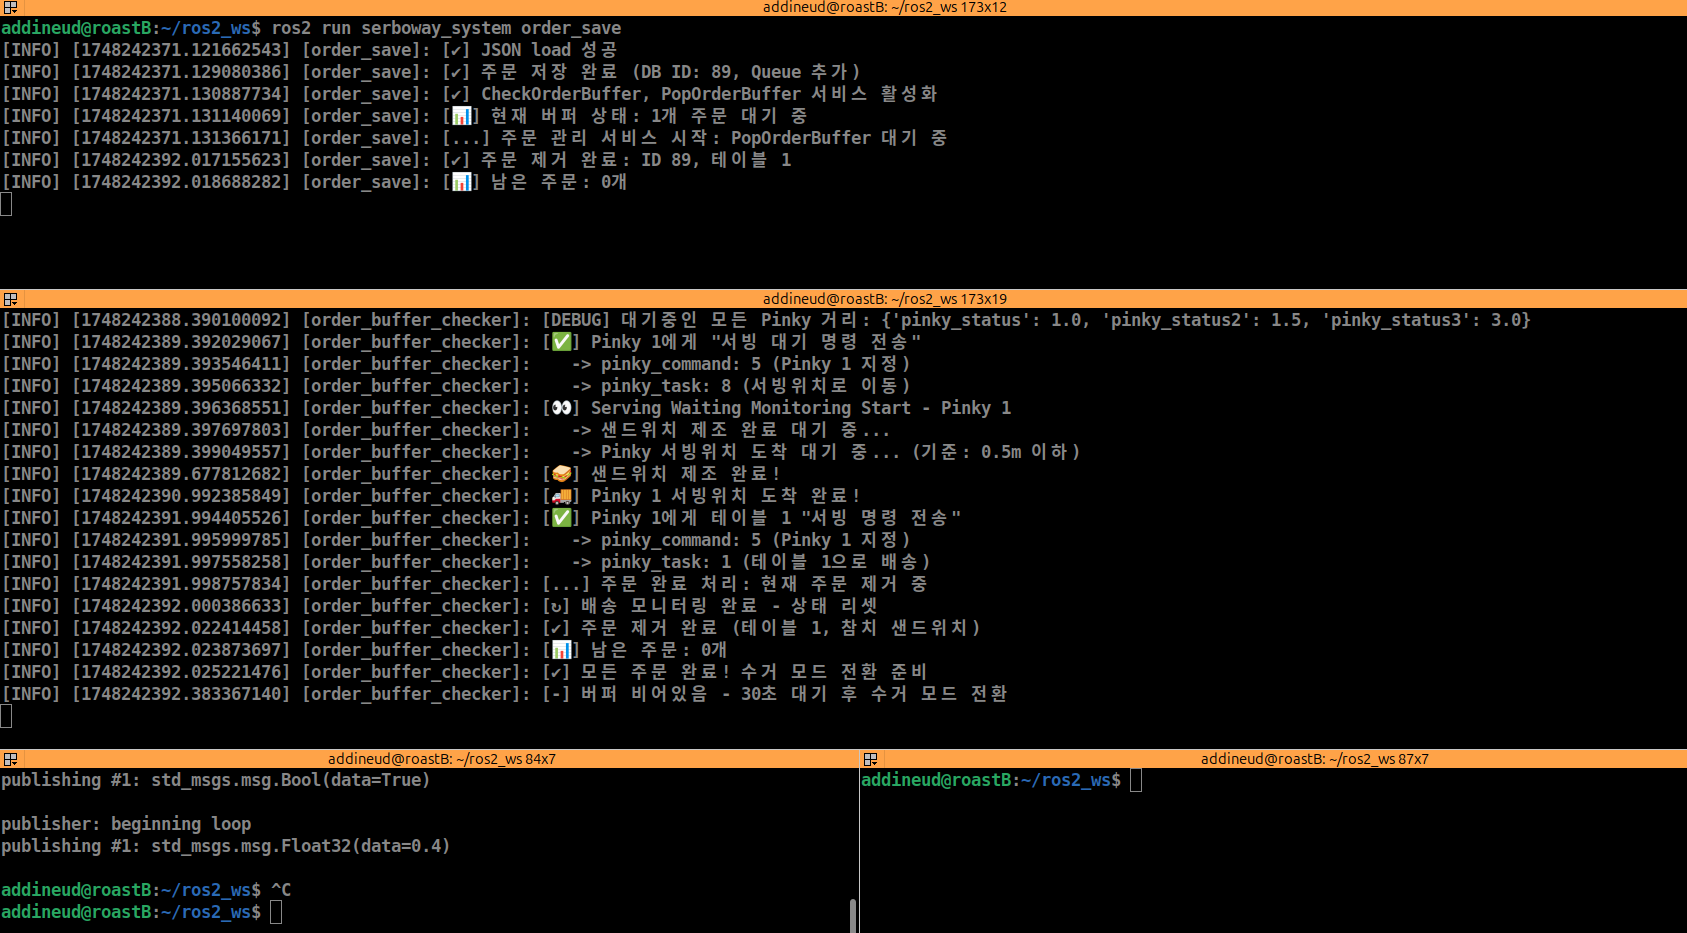 addineud@roastB: ~/ros2_ws 173x12
addineud@roastB:~/ros2_ws$ ros2 run serboway_system order_save
[INFO] [1748242371.121662543] [order_save]: [✔] JSON load 성공
[INFO] [1748242371.129080386] [order_save]: [✔] 주문 저장 완료 (DB ID: 89, Queue 추가)
[INFO] [1748242371.130887734] [order_save]: [✔] CheckOrderBuffer, PopOrderBuffer 서비스 활성화
[INFO] [1748242371.131140069] [order_save]: [📊] 현재 버퍼 상태: 1개 주문 대기 중
[INFO] [1748242371.131366171] [order_save]: [...] 주문 관리 서비스 시작: PopOrderBuffer 대기 중
[INFO] [1748242392.017155623] [order_save]: [✔] 주문 제거 완료: ID 89, 테이블 1
[INFO] [1748242392.018688282] [order_save]: [📊] 남은 주문: 0개
addineud@roastB: ~/ros2_ws 173x19
[INFO] [1748242388.390100092] [order_buffer_checker]: [DEBUG] 대기중인 모든 Pinky 거리: {'pinky_status': 1.0, 'pinky_status2': 1.5, 'pinky_status3': 3.0}
[INFO] [1748242389.392029067] [order_buffer_checker]: [✅] Pinky 1에게 "서빙 대기 명령 전송"
[INFO] [1748242389.393546411] [order_buffer_checker]:    -> pinky_command: 5 (Pinky 1 지정)
[INFO] [1748242389.395066332] [order_buffer_checker]:    -> pinky_task: 8 (서빙위치로 이동)
[INFO] [1748242389.396368551] [order_buffer_checker]: [👀] Serving Waiting Monitoring Start - Pinky 1
[INFO] [1748242389.397697803] [order_buffer_checker]:    -> 샌드위치 제조 완료 대기 중...
[INFO] [1748242389.399049557] [order_buffer_checker]:    -> Pinky 서빙위치 도착 대기 중... (기준: 0.5m 이하)
[INFO] [1748242389.677812682] [order_buffer_checker]: [🥪] 샌드위치 제조 완료!
[INFO] [1748242390.992385849] [order_buffer_checker]: [🚚] Pinky 1 서빙위치 도착 완료!
[INFO] [1748242391.994405526] [order_buffer_checker]: [✅] Pinky 1에게 테이블 1 "서빙 명령 전송"
[INFO] [1748242391.995999785] [order_buffer_checker]:    -> pinky_command: 5 (Pinky 1 지정)
[INFO] [1748242391.997558258] [order_buffer_checker]:    -> pinky_task: 1 (테이블 1으로 배송)
[INFO] [1748242391.998757834] [order_buffer_checker]: [...] 주문 완료 처리: 현재 주문 제거 중
[INFO] [1748242392.000386633] [order_buffer_checker]: [↻] 배송 모니터링 완료 - 상태 리셋
[INFO] [1748242392.022414458] [order_buffer_checker]: [✔] 주문 제거 완료 (테이블 1, 참치 샌드위치)
[INFO] [1748242392.023873697] [order_buffer_checker]: [📊] 남은 주문: 0개
[INFO] [1748242392.025221476] [order_buffer_checker]: [✔] 모든 주문 완료! 수거 모드 전환 준비
[INFO] [1748242392.383367140] [order_buffer_checker]: [-] 버퍼 비어있음 - 30초 대기 후 수거 모드 전환
addineud@roastB: ~/ros2_ws 84x7
publishing #1: std_msgs.msg.Bool(data=True)
publisher: beginning loop
publishing #1: std_msgs.msg.Float32(data=0.4)
addineud@roastB:~/ros2_ws$ ^C
addineud@roastB:~/ros2_ws$
addineud@roastB: ~/ros2_ws 87x7
addineud@roastB:~/ros2_ws$